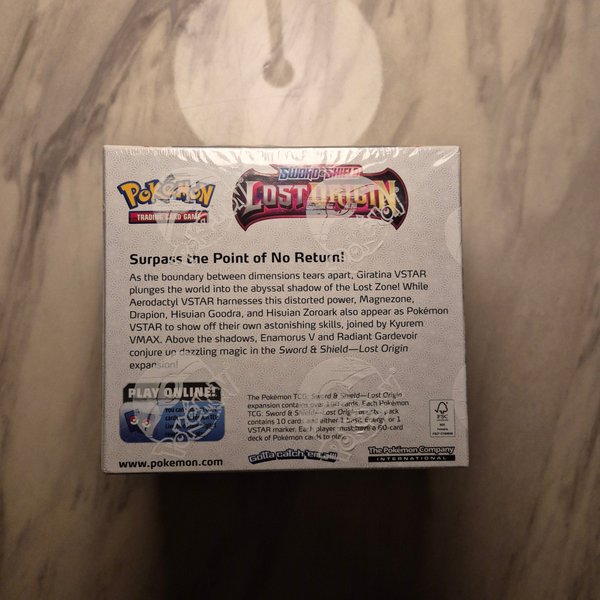 POKéMON
TRADING CARD GAME
SWORD & SHIELD
LOST ORIGIN
Surpass the Point of No Return!
As the boundary between dimensions tears apart, Giratina VSTAR
plunges the world into the abyssal shadow of the Lost Zone! While
Aerodactyl VSTAR harnesses this distorted power, Magnezone,
Drapion, Hisuian Goodra, and Hisuian Zoroark also appear as Pokémon
VSTAR to show off their own astonishing skills, joined by Kyurem
VMAX. Above the shadows, Enamorus V and Radiant Gardevoir
conjure up dazzling magic in the Sword & Shield—Lost Origin
expansion!
PLAY ONLINE!
You can
The Pokémon TCG: Sword & Shield—Lost Origin
expansion contains over 190 cards. Each Pokémon
TCG: Sword & Shield—Lost Origin booster pack
contains 10 cards and either 1 basic Energy or 1
VSTAR marker. Each player must have a 60-card
deck of Pokémon cards to play.
FSC
MIX
www.pokemon.com
Gotta catch 'em all!
The Pokémon Company
INTERNATIONAL